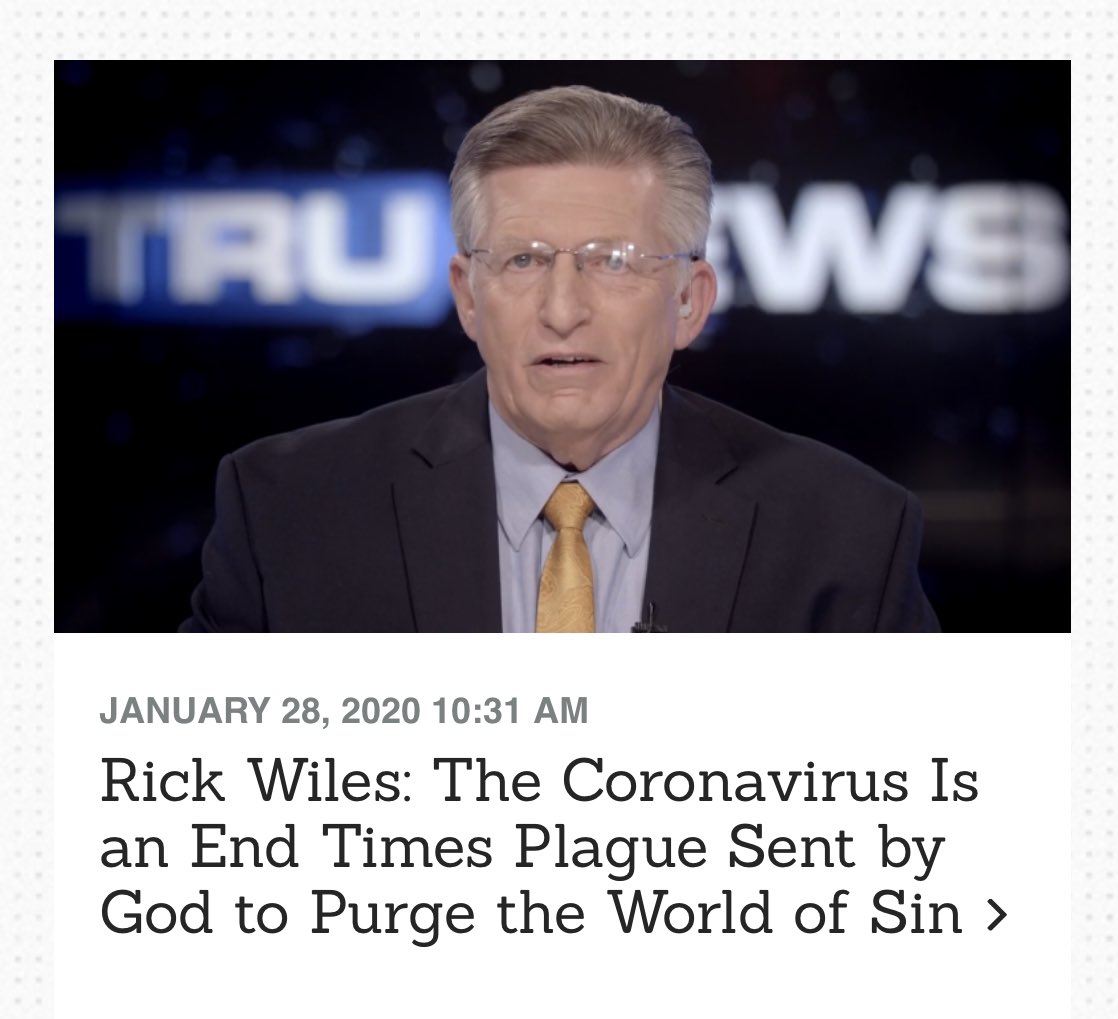 TRU EWS
JANUARY 28, 2020 10:31 AM
Rick Wiles: The Coronavirus Is
an End Times Plague Sent by
God to Purge the World of Sin >